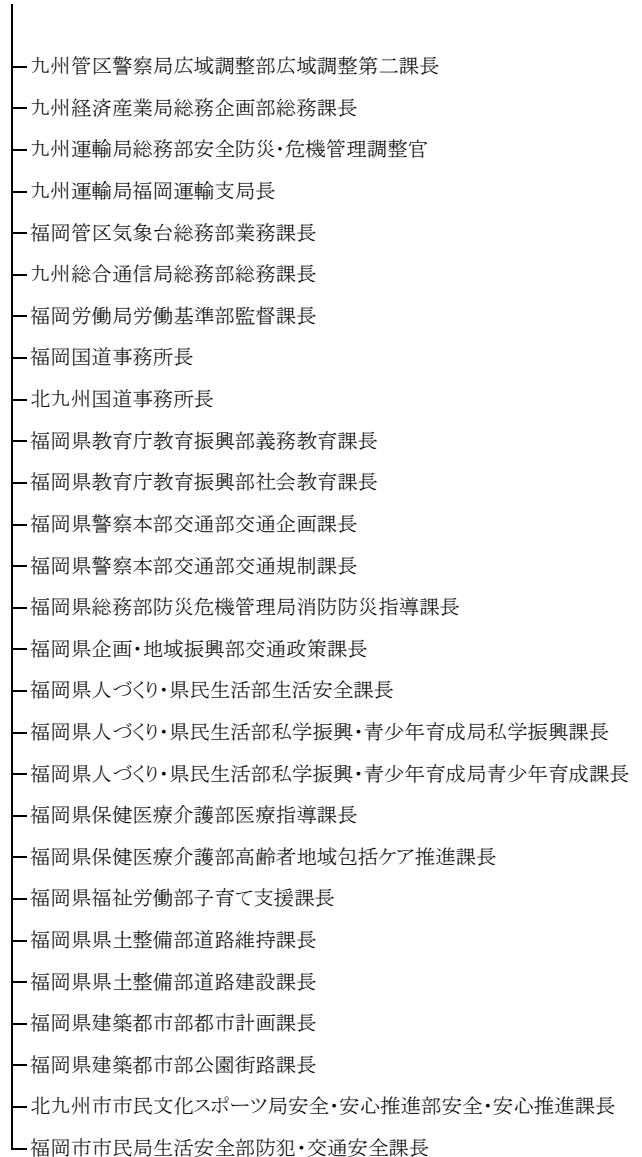 九州管区警察局広域調整部広域調整第二課長
九州経済産業局総務企画部総務課長
九州運輸局総務部安全防災・危機管理調整官
九州運輸局福岡運輸支局長
福岡管区気象台総務部業務課長
九州総合通信局総務部総務課長
福岡労働局労働基準部監督課長
福岡国道事務所長
北九州国道事務所長
福岡県教育庁教育振興部義務教育課長
福岡県教育庁教育振興部社会教育課長
福岡県警察本部交通部交通企画課長
福岡県警察本部交通部交通規制課長
福岡県総務部防災危機管理局消防防災指導課長
福岡県企画・地域振興部交通政策課長
福岡県人づくり・県民生活部生活安全課長
福岡県人づくり・県民生活部私学振興・青少年育成局私学振興課長
福岡県人づくり・県民生活部私学振興・青少年育成局青少年育成課長
福岡県保健医療介護部医療指導課長
福岡県保健医療介護部高齢者地域包括ケア推進課長
福岡県福祉労働部子育て支援課長
福岡県県土整備部道路維持課長
福岡県県土整備部道路建設課長
福岡県建築都市部都市計画課長
福岡県建築都市部公園街路課長
北九州市市民文化スポーツ局安全・安心推進部安全・安心推進課長
福岡市市民局生活安全部防犯・交通安全課長